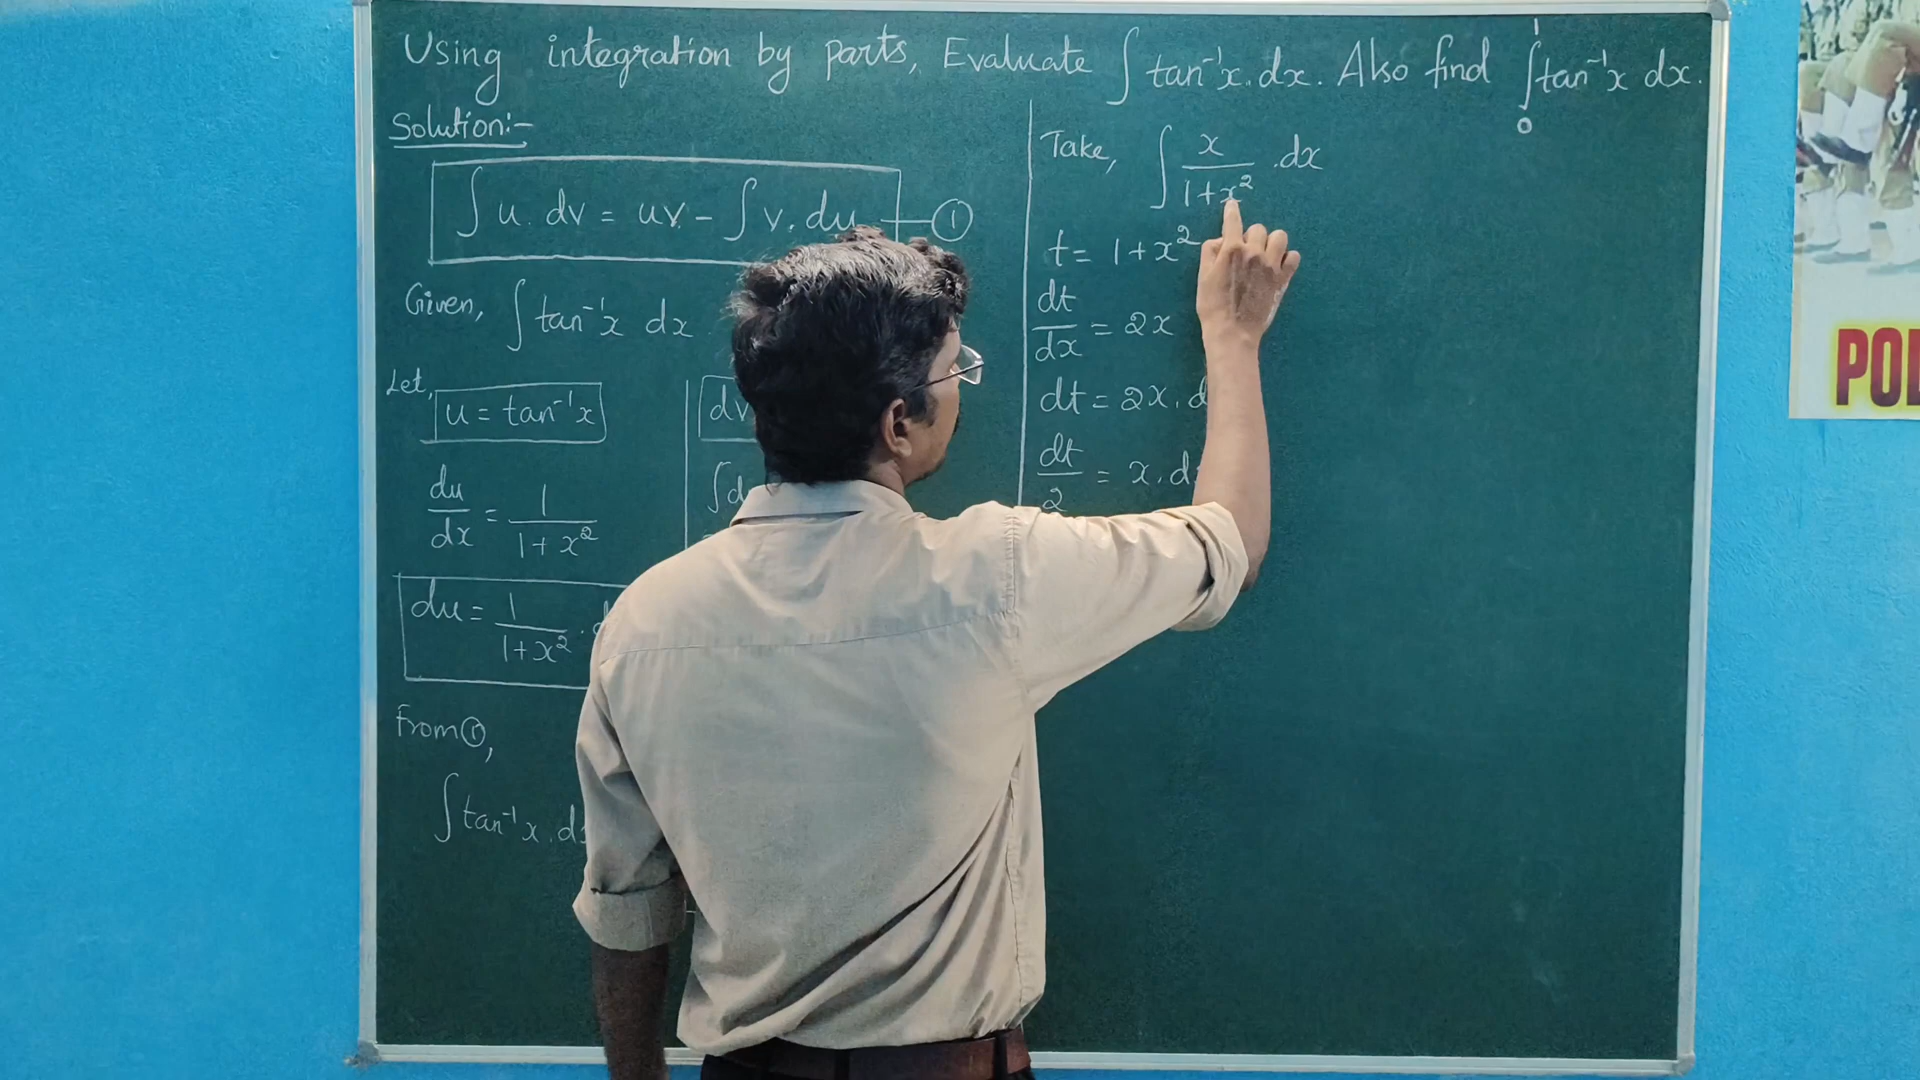 Using integration by parts, Evaluate ∫ tan⁻¹x. dx. Also find ∫₀¹ tan⁻¹x dx.
Solution:-
∫ u. dv = uv - ∫ v. du — ①
Given, ∫ tan⁻¹x dx
Let,
u = tan⁻¹x
du/dx = 1/(1 + x²)
du = 1/(1+x²) .
From ①,
∫ tan⁻¹ x . d
dv
∫d
Take, ∫ x/(1+x²) .dx
t = 1 + x²
dt/dx = 2x
dt = 2x. d
dt/2 = x. d
POL